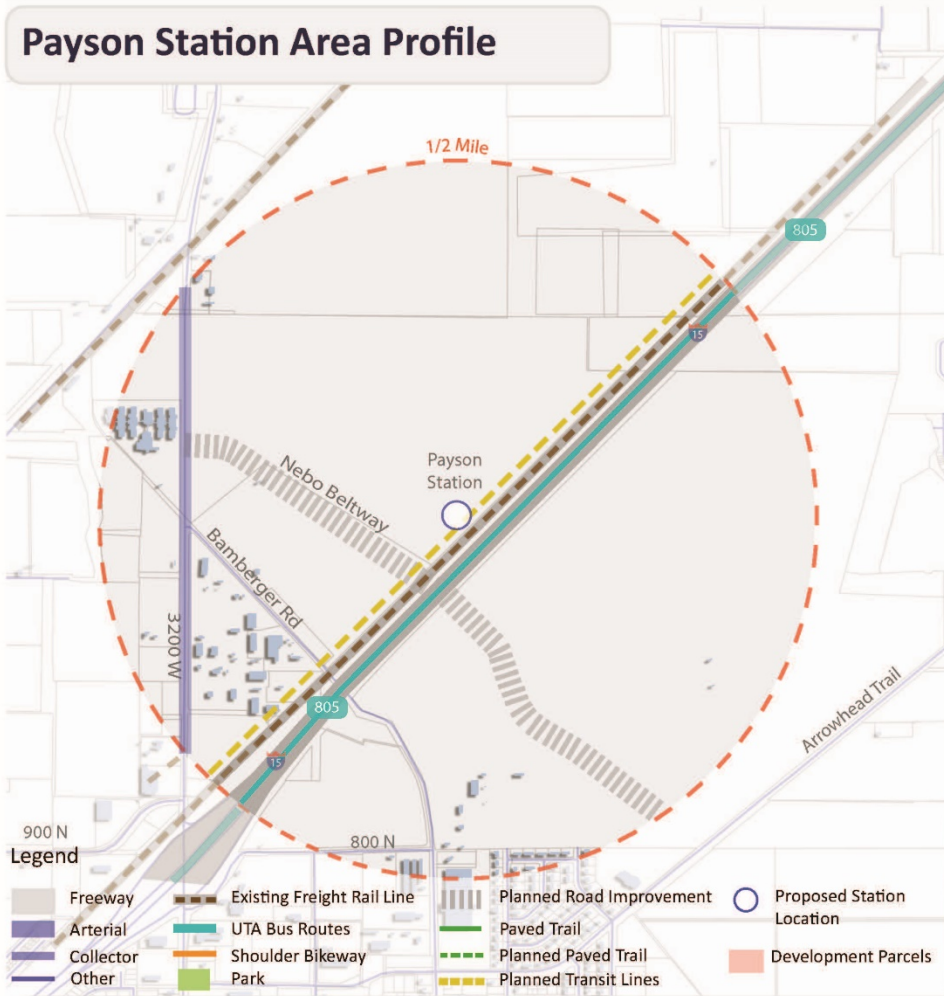 Payson Station Area Profile
1/2 Mile
805
15
Payson
Station
Nebo Beltway
Bamberger Rd
3200 W
805
15
Arrowhead Trail
900 N
800 N
Legend
Freeway
Arterial
Collector
Other
Existing Freight Rail Line
UTA Bus Routes
Shoulder Bikeway
Park
Planned Road Improvement
Paved Trail
Planned Paved Trail
Planned Transit Lines
Proposed Station
Location
Development Parcels